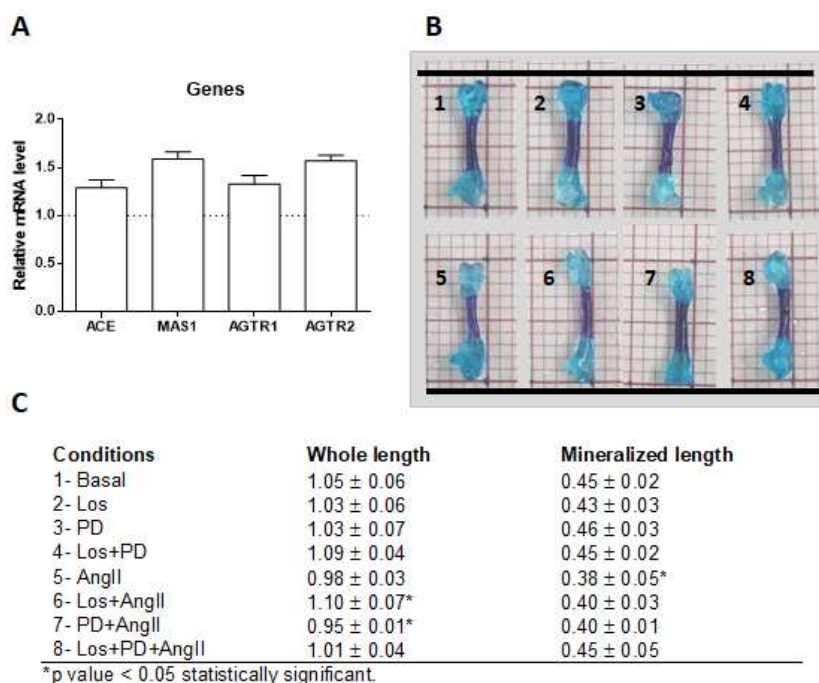 A
B
Genes
Relative mRNA level
2.0
1.5
1.0
0.5
0.0
ACE MAS1 AGTR1 AGTR2
1 2 3 4
5 6 7 8
C
Conditions Whole length Mineralized length
1- Basal 1.05 ± 0.06 0.45 ± 0.02
2- Los 1.03 ± 0.06 0.43 ± 0.03
3- PD 1.03 ± 0.07 0.46 ± 0.03
4- Los+PD 1.09 ± 0.04 0.45 ± 0.02
5- AngII 0.98 ± 0.03 0.38 ± 0.05*
6- Los+AngII 1.10 ± 0.07* 0.40 ± 0.03
7- PD+AngII 0.95 ± 0.01* 0.40 ± 0.01
8- Los+PD+AngII 1.01 ± 0.04 0.45 ± 0.05
*p value < 0.05 statistically significant.